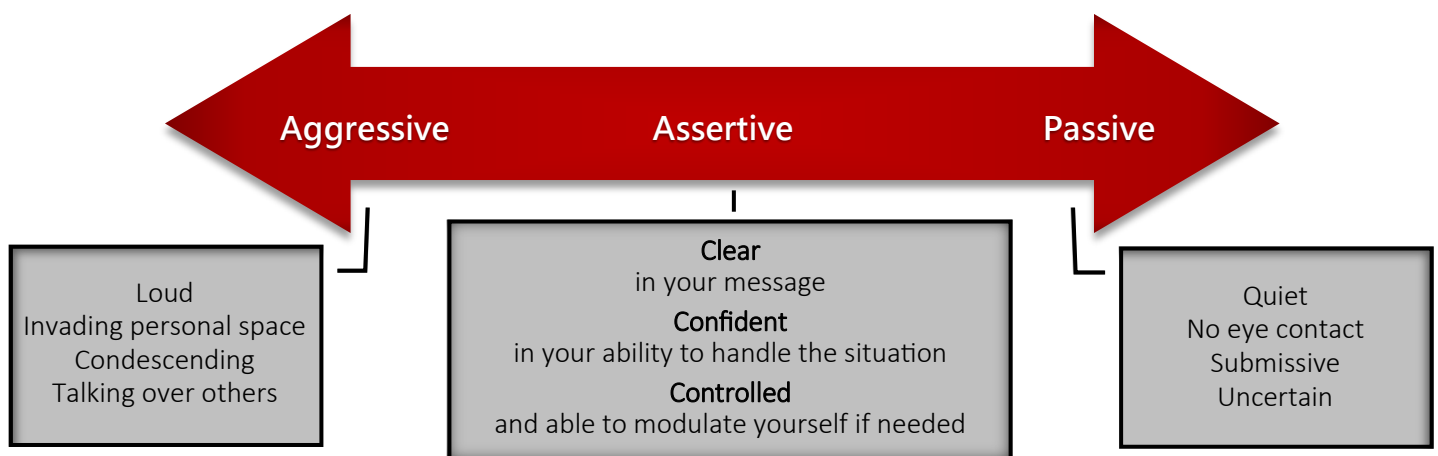 Aggressive
Assertive
Passive
Loud
Invading personal space
Condescending
Talking over others
Clear
in your message
Confident
in your ability to handle the situation
Controlled
and able to modulate yourself if needed
Quiet
No eye contact
Submissive
Uncertain